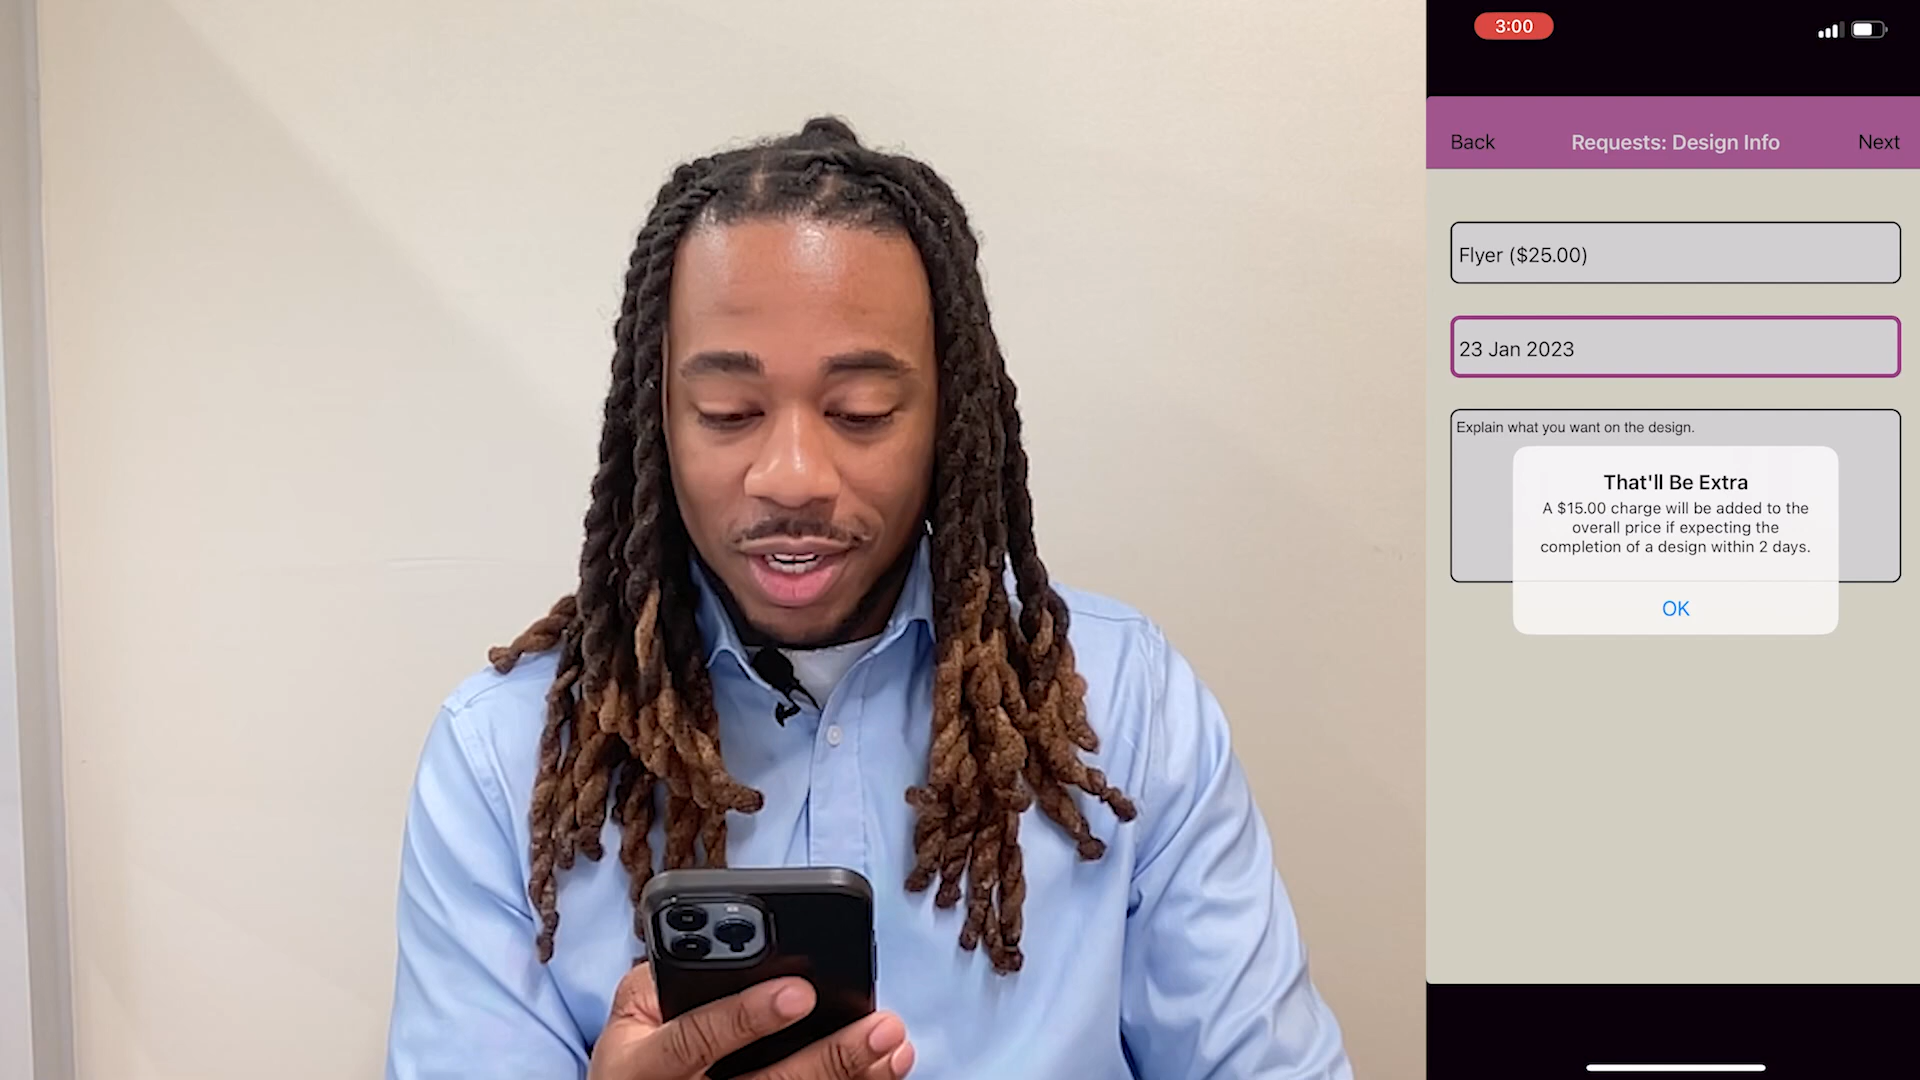 3:00
Back Requests: Design Info Next
Flyer ($25.00)
23 Jan 2023
Explain what you want on the design.
That'll Be Extra
A $15.00 charge will be added to the
overall price if expecting the
completion of a design within 2 days.
OK